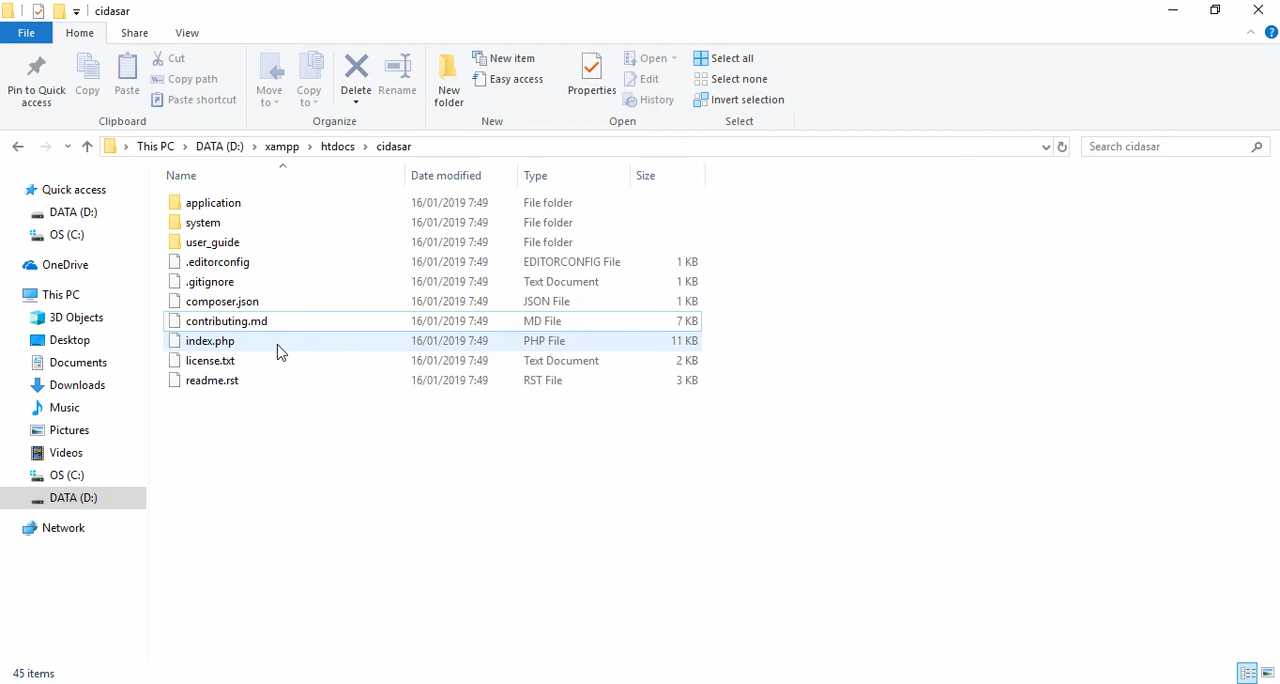 cidasar
File Home Share View
Pin to Quick access
Copy
Paste
Cut
Copy path
Paste shortcut
Clipboard
Move to
Copy to
Delete
Rename
Organize
New folder
New item
Easy access
New
Properties
Open
Edit
History
Open
Select all
Select none
Invert selection
Select
This PC > DATA (D:) > xampp > htdocs > cidasar
Search cidasar
Quick access
DATA (D:)
OS (C:)
OneDrive
This PC
3D Objects
Desktop
Documents
Downloads
Music
Pictures
Videos
OS (C:)
DATA (D:)
Network
Name Date modified Type Size
application 16/01/2019 7:49 File folder
system 16/01/2019 7:49 File folder
user_guide 16/01/2019 7:49 File folder
.editorconfig 16/01/2019 7:49 EDITORCONFIG File 1 KB
.gitignore 16/01/2019 7:49 Text Document 1 KB
composer.json 16/01/2019 7:49 JSON File 1 KB
contributing.md 16/01/2019 7:49 MD File 7 KB
index.php 16/01/2019 7:49 PHP File 11 KB
license.txt 16/01/2019 7:49 Text Document 2 KB
readme.rst 16/01/2019 7:49 RST File 3 KB
45 items